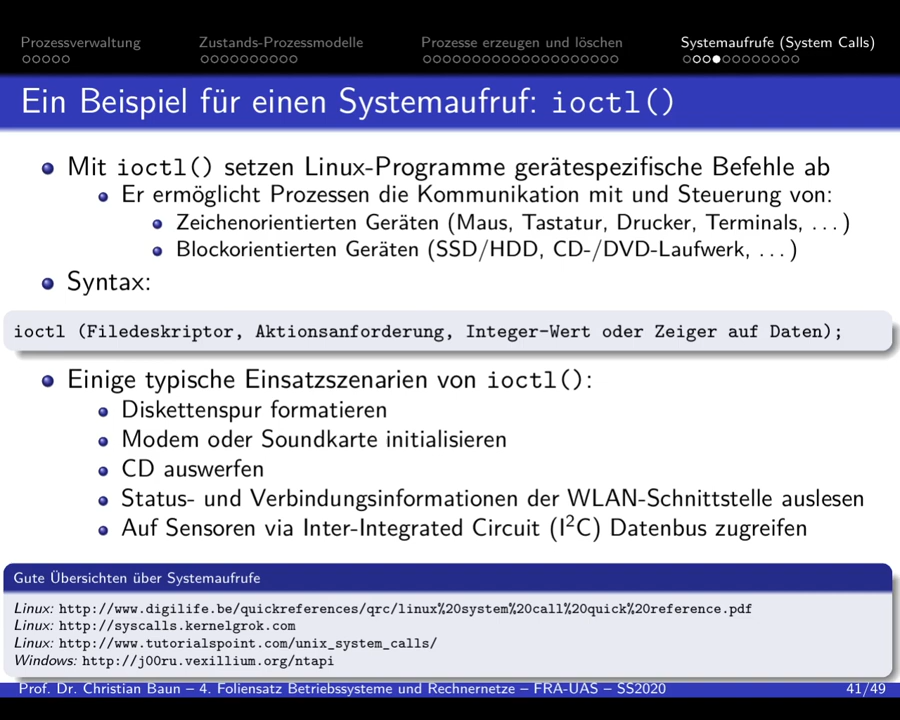 Prozessverwaltung Zustands-Prozessmodelle Prozesse erzeugen und löschen Systemaufrufe (System Calls)
Ein Beispiel für einen Systemaufruf: ioctl()
Mit ioctl() setzen Linux-Programme gerätespezifische Befehle ab
Er ermöglicht Prozessen die Kommunikation mit und Steuerung von:
Zeichenorientierten Geräten (Maus, Tastatur, Drucker, Terminals, ...)
Blockorientierten Geräten (SSD/HDD, CD-/DVD-Laufwerk, ...)
Syntax:
ioctl (Filedeskriptor, Aktionsanforderung, Integer-Wert oder Zeiger auf Daten);
Einige typische Einsatzszenarien von ioctl():
Diskettenspur formatieren
Modem oder Soundkarte initialisieren
CD auswerfen
Status- und Verbindungsinformationen der WLAN-Schnittstelle auslesen
Auf Sensoren via Inter-Integrated Circuit (I²C) Datenbus zugreifen
Gute Übersichten über Systemaufrufe
Linux: http://www.digilife.be/quickreferences/qrc/linux%20system%20call%20quick%20reference.pdf
Linux: http://syscalls.kernelgrok.com
Linux: http://www.tutorialspoint.com/unix_system_calls/
Windows: http://j00ru.vexillium.org/ntapi
Prof. Dr. Christian Baun – 4. Foliensatz Betriebssysteme und Rechnernetze – FRA-UAS – SS2020 41/49